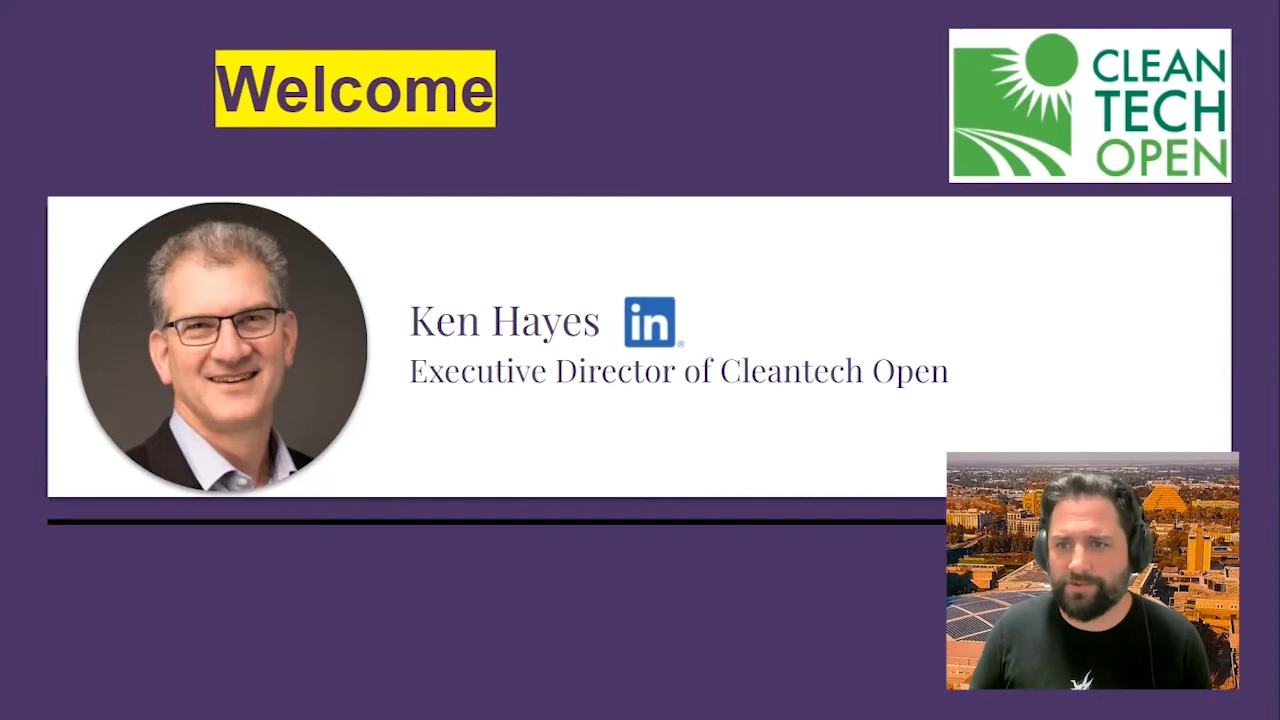 Welcome
CLEAN
TECH
OPEN
Ken Hayes in
Executive Director of Cleantech Open